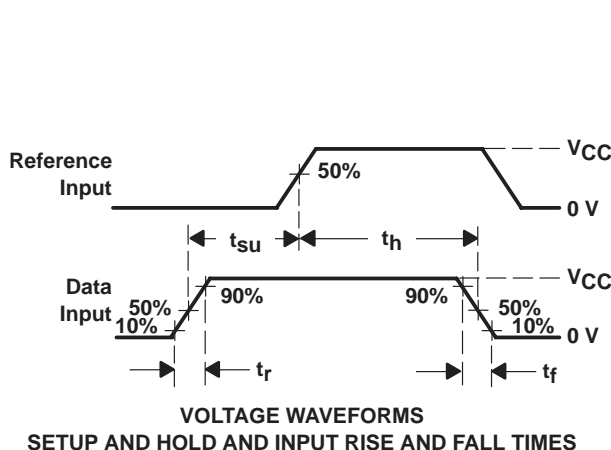 Reference
Input
50%
VCC
0 V
tsu
th
Data
Input
50%
10%
90%
90%
VCC
50%
10%
0 V
tr
tf
VOLTAGE WAVEFORMS
SETUP AND HOLD AND INPUT RISE AND FALL TIMES